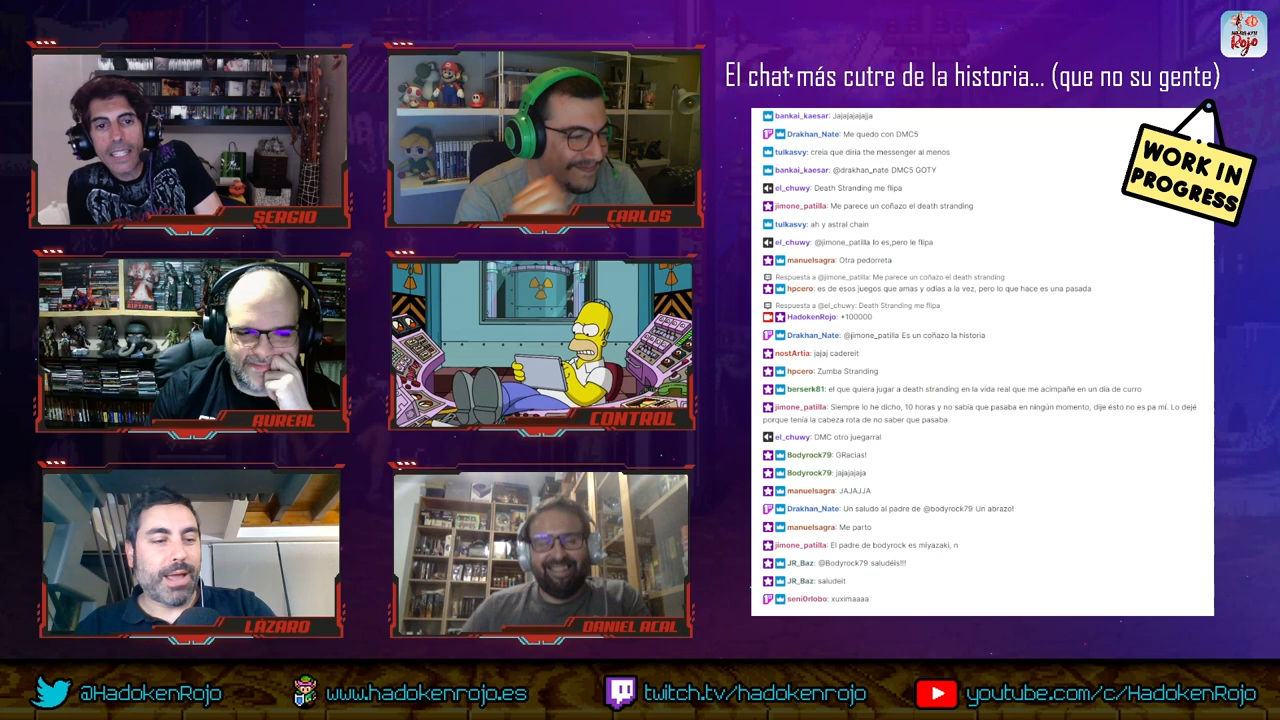 HADOKEN
Rojo
El chat más cutre de la historia... (que no su gente)
WORK IN
PROGRESS
SERGIO
CARLOS
AUREAL
CONTROL
LÁZARO
DANIEL ACAL
bankai_kaesar: Jajajajajajja
Drakhan_Nate: Me quedo con DMC5
tulkasvy: creía que diria the messenger al menos
bankai_kaesar: @drakhan_nate DMC5 GOTY
el_chuwy: Death Stranding me flipa
jimone_patilla: Me parece un coñazo el death stranding
tulkasvy: ah y astral chain
el_chuwy: @jimone_patilla lo es,pero le flipa
manuelsagra: Otra pedorreta
Respuesta a @jimone_patilla: Me parece un coñazo el death stranding
hpcero: es de esos juegos que amas y odias a la vez, pero lo que hace es una pasada
Respuesta a @el_chuwy: Death Stranding me flipa
HadokenRojo: +100000
Drakhan_Nate: @jimone_patilla Es un coñazo la historia
nostArtia: jajaj cadereit
hpcero: Zumba Stranding
berserk81: el que quiera jugar a death stranding en la vida real que me acimpañe en un dia de curro
jimone_patilla: Siempre lo he dicho, 10 horas y no sabía que pasaba en ningún momento, dije ésto no es pa mí. Lo dejé
porque tenía la cabeza rota de no saber que pasaba
el_chuwy: DMC otro juegarral
Bodyrock79: GRacias!
Bodyrock79: jajajajaja
manuelsagra: JAJAJJA
Drakhan_Nate: Un saludo al padre de @bodyrock79 Un abrazo!
manuelsagra: Me parto
jimone_patilla: El padre de bodyrock es miyazaki, n
JR_Baz: @Bodyrock79 saludéis!!!
JR_Baz: saludeit
seni0rlobo: xuximaaaa
@HadokenRojo
www.hadokenrojo.es
twitch.tv/hadokenrojo
youtube.com/c/HadokenRojo